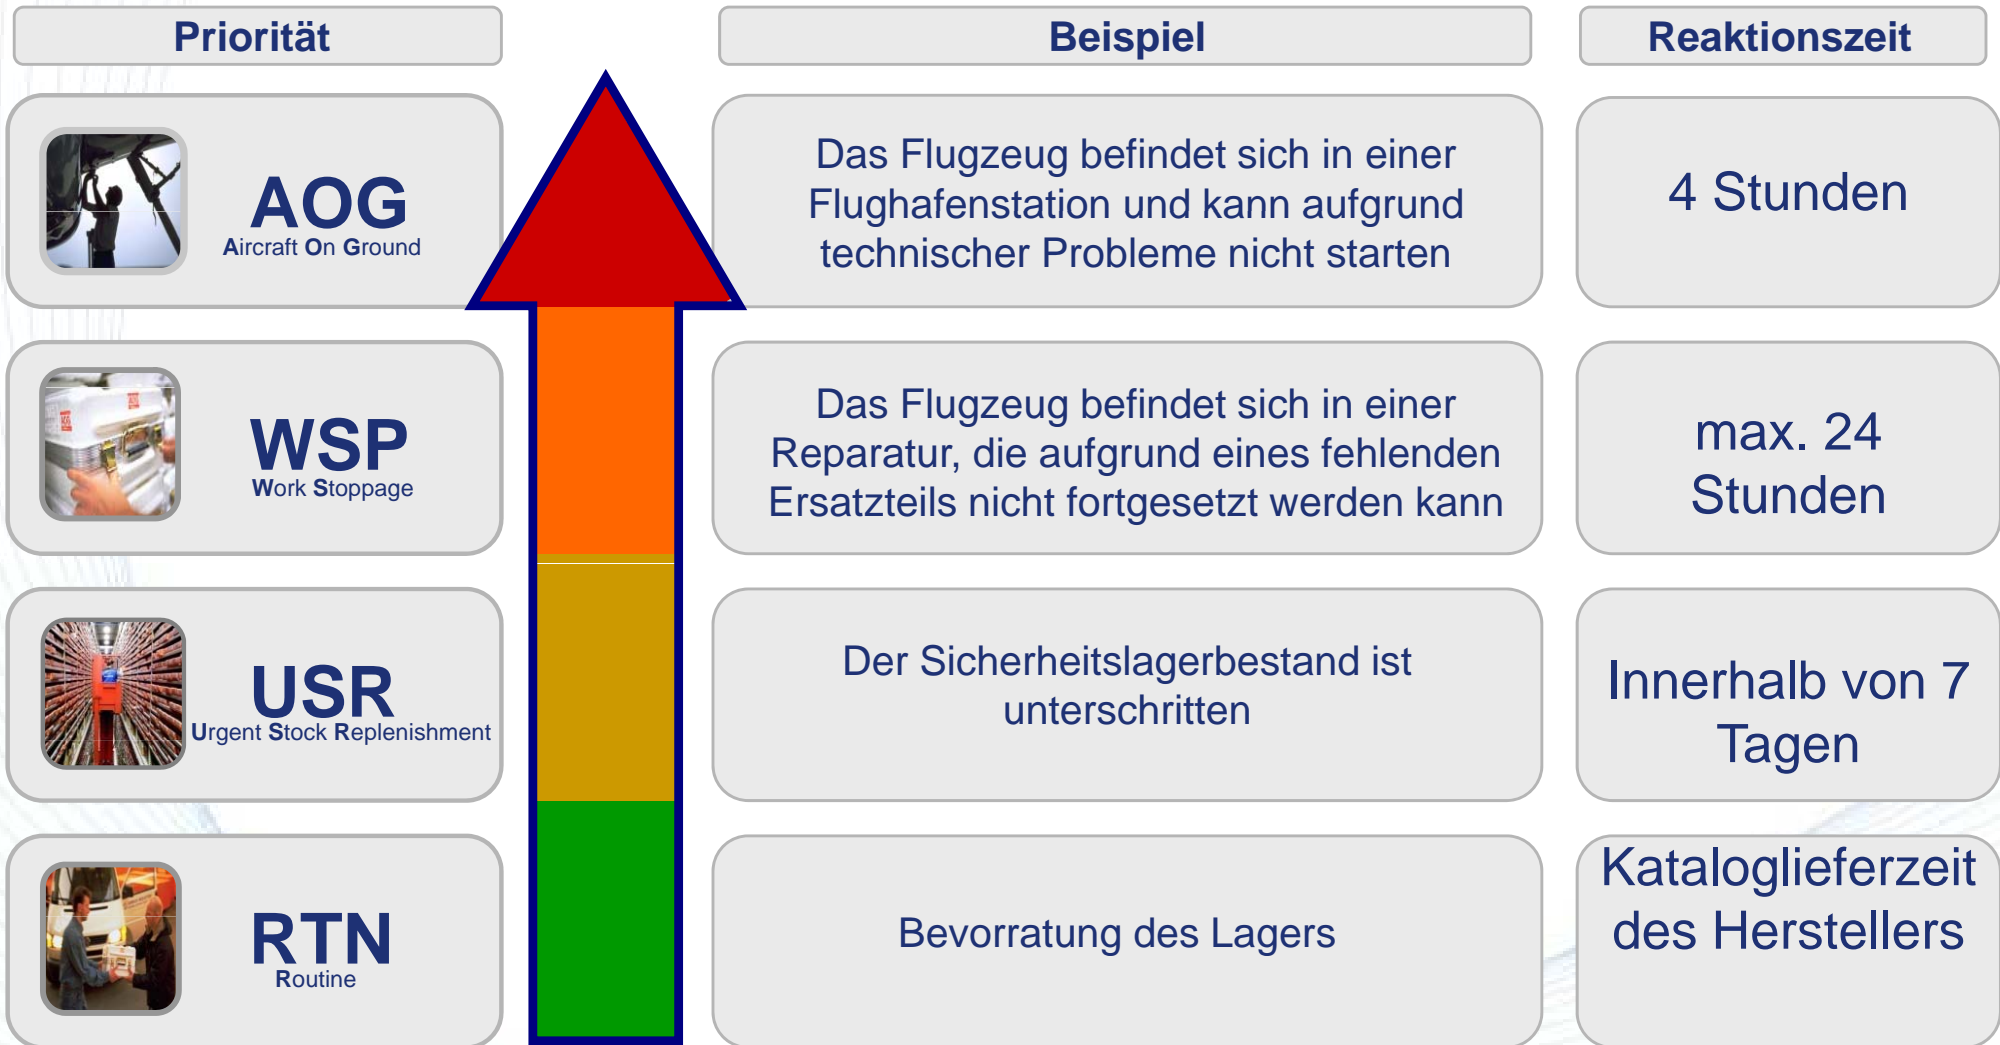 Priorität
Beispiel
Reaktionszeit
AOG
Aircraft On Ground
Das Flugzeug befindet sich in einer
Flughafenstation und kann aufgrund
technischer Probleme nicht starten
4 Stunden
WSP
Work Stoppage
Das Flugzeug befindet sich in einer
Reparatur, die aufgrund eines fehlenden
Ersatzteils nicht fortgesetzt werden kann
max. 24
Stunden
USR
Urgent Stock Replenishment
Der Sicherheitslagerbestand ist
unterschritten
Innerhalb von 7
Tagen
RTN
Routine
Bevorratung des Lagers
Kataloglieferzeit
des Herstellers